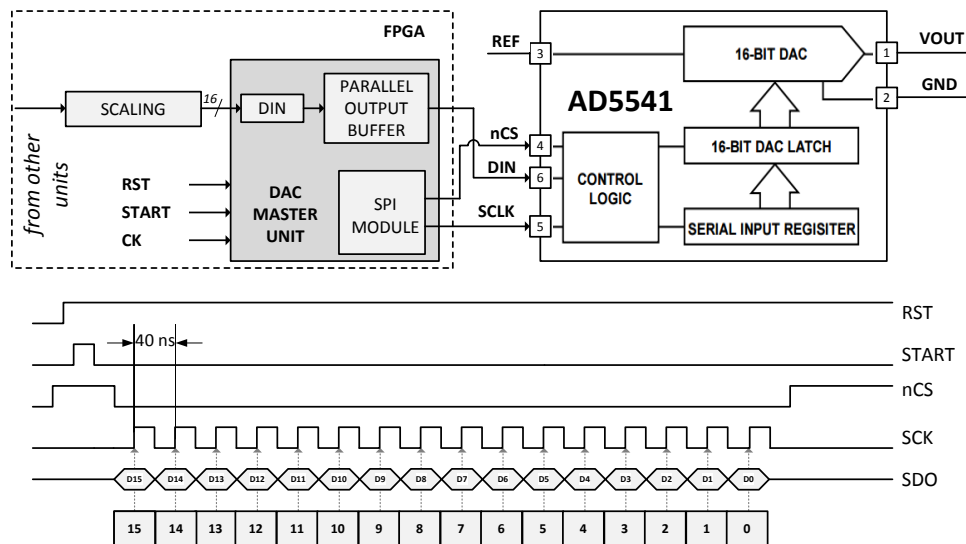 FPGA
SCALING
16
DIN
PARALLEL
OUTPUT
BUFFER
from other
units
RST
START
CK
DAC
MASTER
UNIT
SPI
MODULE
REF
3
nCS
4
DIN
6
SCLK
5
AD5541
CONTROL
LOGIC
16-BIT DAC
16-BIT DAC LATCH
SERIAL INPUT REGISITER
1
VOUT
2
GND
RST
40 ns
START
nCS
SCK
D15 D14 D13 D12 D11 D10 D9 D8 D7 D6 D5 D4 D3 D2 D1 D0
SDO
15 14 13 12 11 10 9 8 7 6 5 4 3 2 1 0